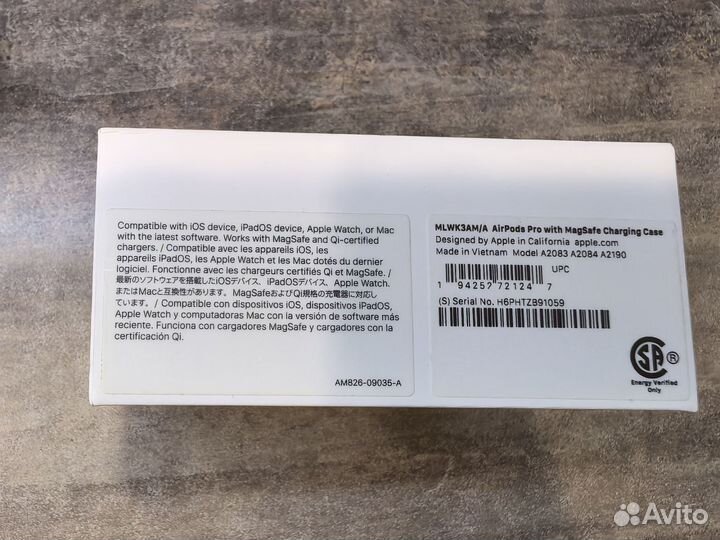 Compatible with iOS device, iPadOS device, Apple Watch, or Mac
with the latest software. Works with MagSafe and Qi-certified
chargers. / Compatible avec les appareils iOS, les
appareils iPadOS, les Apple Watch et les Mac dotés du dernier
logiciel. Fonctionne avec les chargeurs certifiés Qi et MagSafe. /
最新のソフトウェアを搭載したiOSデバイス、iPadOSデバイス、Apple Watch、
またはMacと互換性があります。MagSafeおよびQi規格の充電器に対応し
ています。/ Compatible con dispositivos iOS, dispositivos iPadOS,
Apple Watch y computadoras Mac con la versión de software más
reciente. Funciona con cargadores MagSafe y cargadores con la
certificación Qi.
AM826-09035-A
MLWK3AM/A AirPods Pro with MagSafe Charging Case
Designed by Apple in California apple.com
Made in Vietnam Model A2083 A2084 A2190
UPC
1 94257 72124 7
(S) Serial No. H6PHTZB91059
SA ®
Energy Verified
Only
Avito